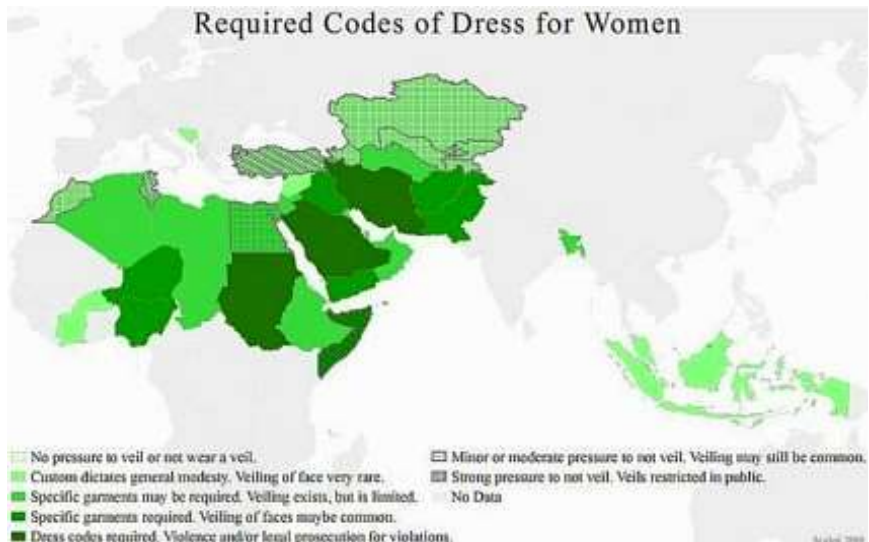 Required Codes of Dress for Women
No pressure to veil or not wear a veil.
Custom dictates general modesty. Veiling of face very rare.
Specific garments may be required. Veiling exists, but is limited.
Specific garments required. Veiling of faces maybe common.
Dress codes required. Violence and/or legal prosecution for violations.
Minor or moderate pressure to not veil. Veiling may still be common.
Strong pressure to not veil. Veils restricted in public.
No Data